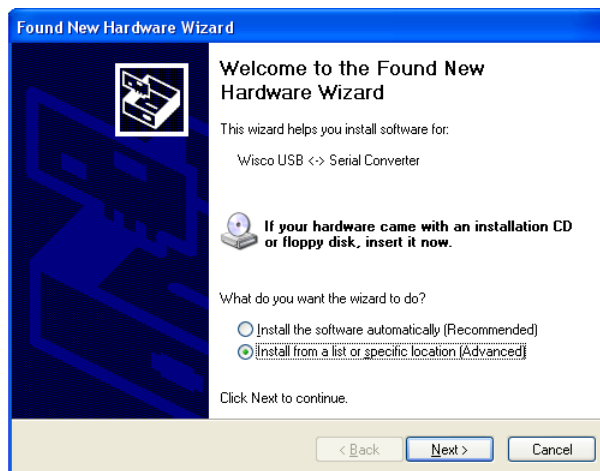 Found New Hardware Wizard
Welcome to the Found New
Hardware Wizard
This wizard helps you install software for:
Wisco USB <-> Serial Converter
If your hardware came with an installation CD
or floppy disk, insert it now.
What do you want the wizard to do?
Install the software automatically (Recommended)
Install from a list or specific location (Advanced)
Click Next to continue.
< Back Next > Cancel